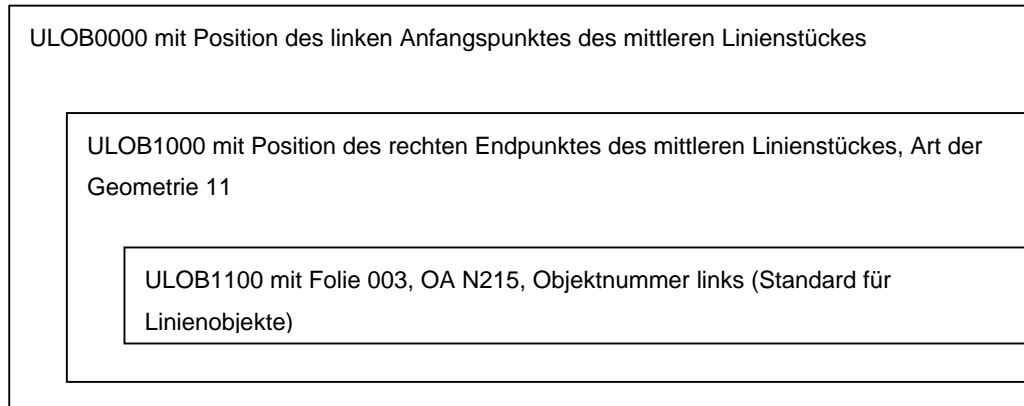 ULOB0000 mit Position des linken Anfangspunktes des mittleren Linienstückes
ULOB1000 mit Position des rechten Endpunktes des mittleren Linienstückes, Art der
Geometrie 11
ULOB1100 mit Folie 003, OA N215, Objektnummer links (Standard für
Linienobjekte)